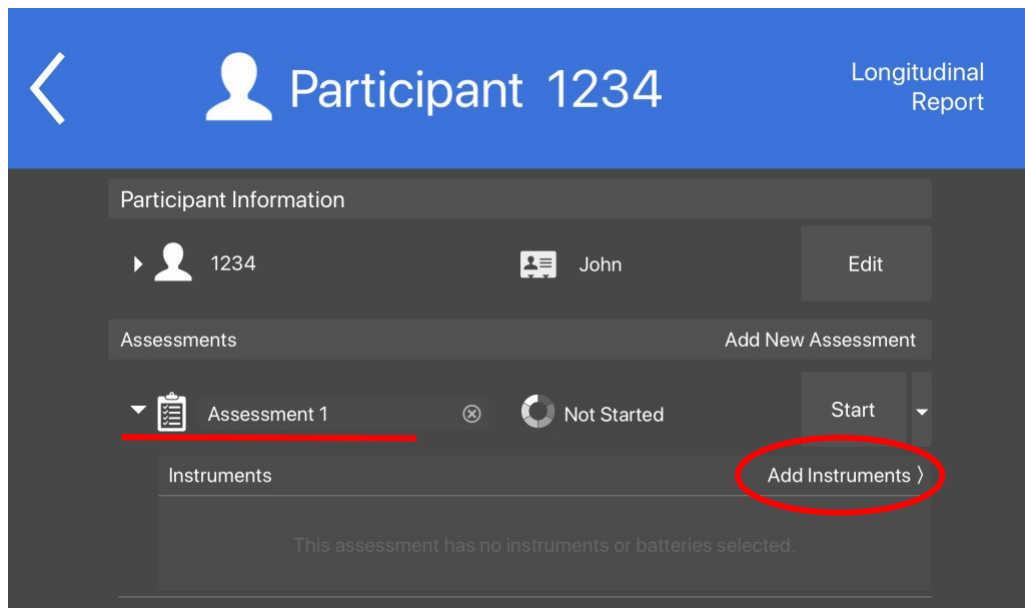 Participant 1234
Longitudinal
Report
Participant Information
1234
John
Edit
Assessments
Add New Assessment
Assessment 1
Not Started
Start
Instruments
Add Instruments 〉
This assessment has no instruments or batteries selected.